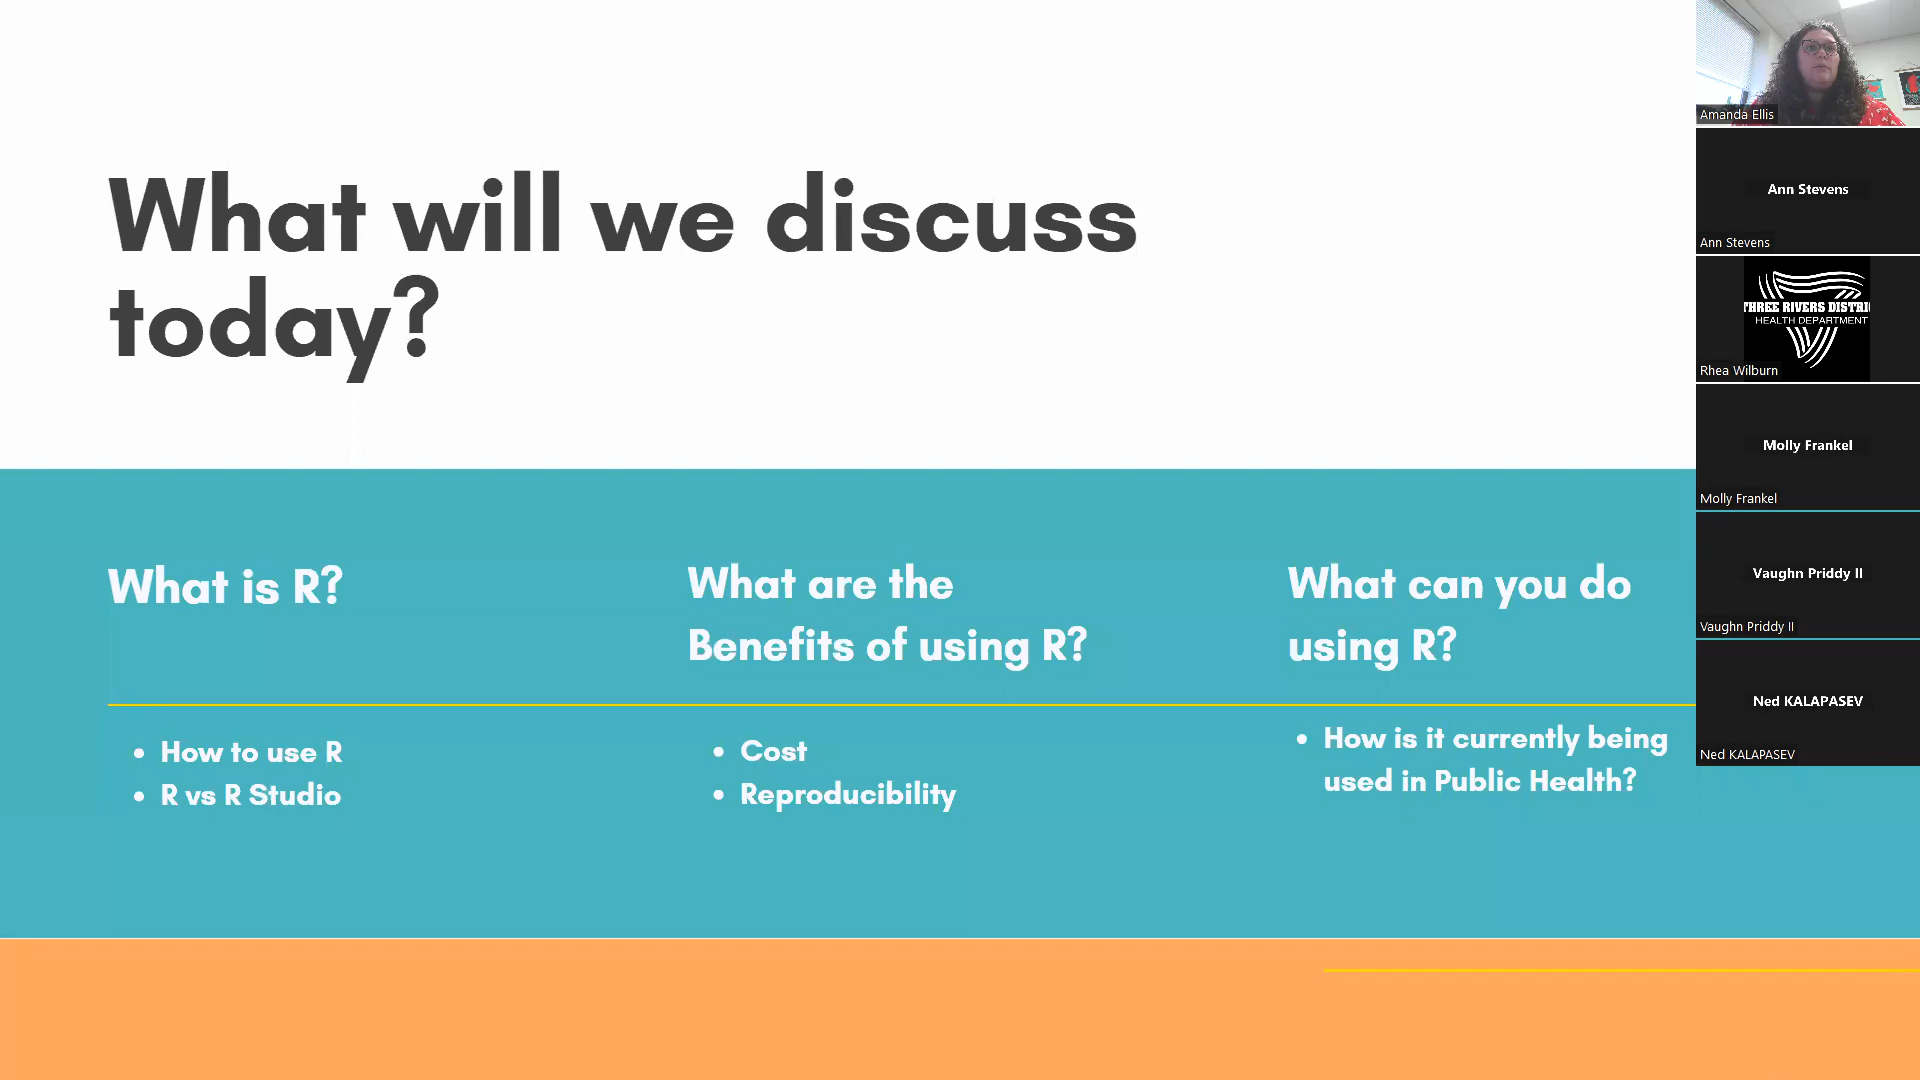 What will we discuss
today?
What is R?
What are the
Benefits of using R?
What can you do
using R?
• How to use R
• R vs R Studio
• Cost
• Reproducibility
• How is it currently being
used in Public Health?
Amanda Ellis
Ann Stevens
Ann Stevens
THREE RIVERS DISTRI
HEALTH DEPARTMENT
Rhea Wilburn
Molly Frankel
Molly Frankel
Vaughn Priddy II
Vaughn Priddy II
Ned KALAPASEV
Ned KALAPASEV